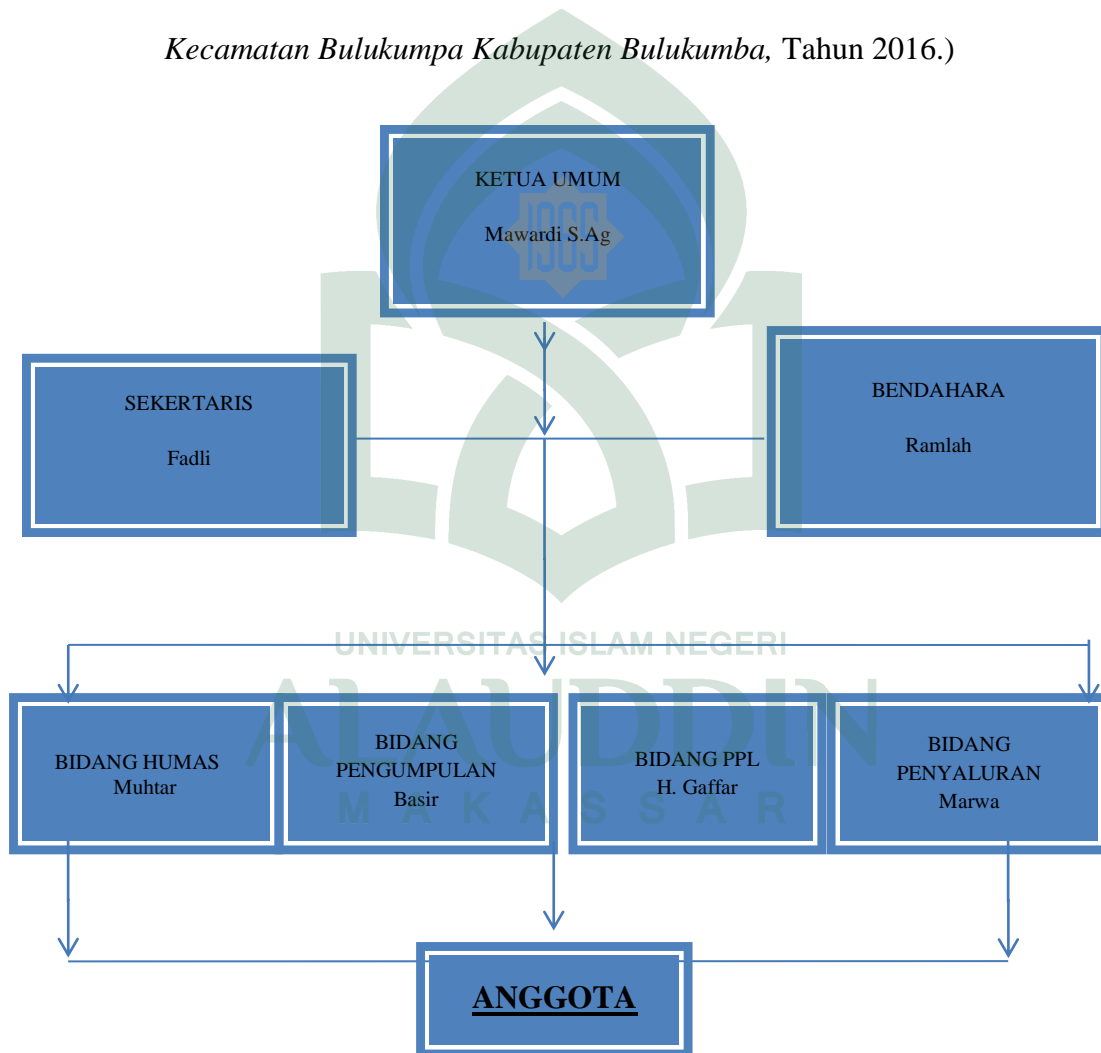 Kecamatan Bulukumpa Kabupaten Bulukumba, Tahun 2016.)
KETUA UMUM
Mawardi S.Ag
SEKERTARIS
Fadli
BENDAHARA
Ramlah
UNIVERSITAS ISLAM NEGERI
ALAUDDIN
MAKASSAR
BIDANG HUMAS
Muhtar
BIDANG
PENGUMPULAN
Basir
BIDANG PPL
H. Gaffar
BIDANG
PENYALURAN
Marwa
ANGGOTA